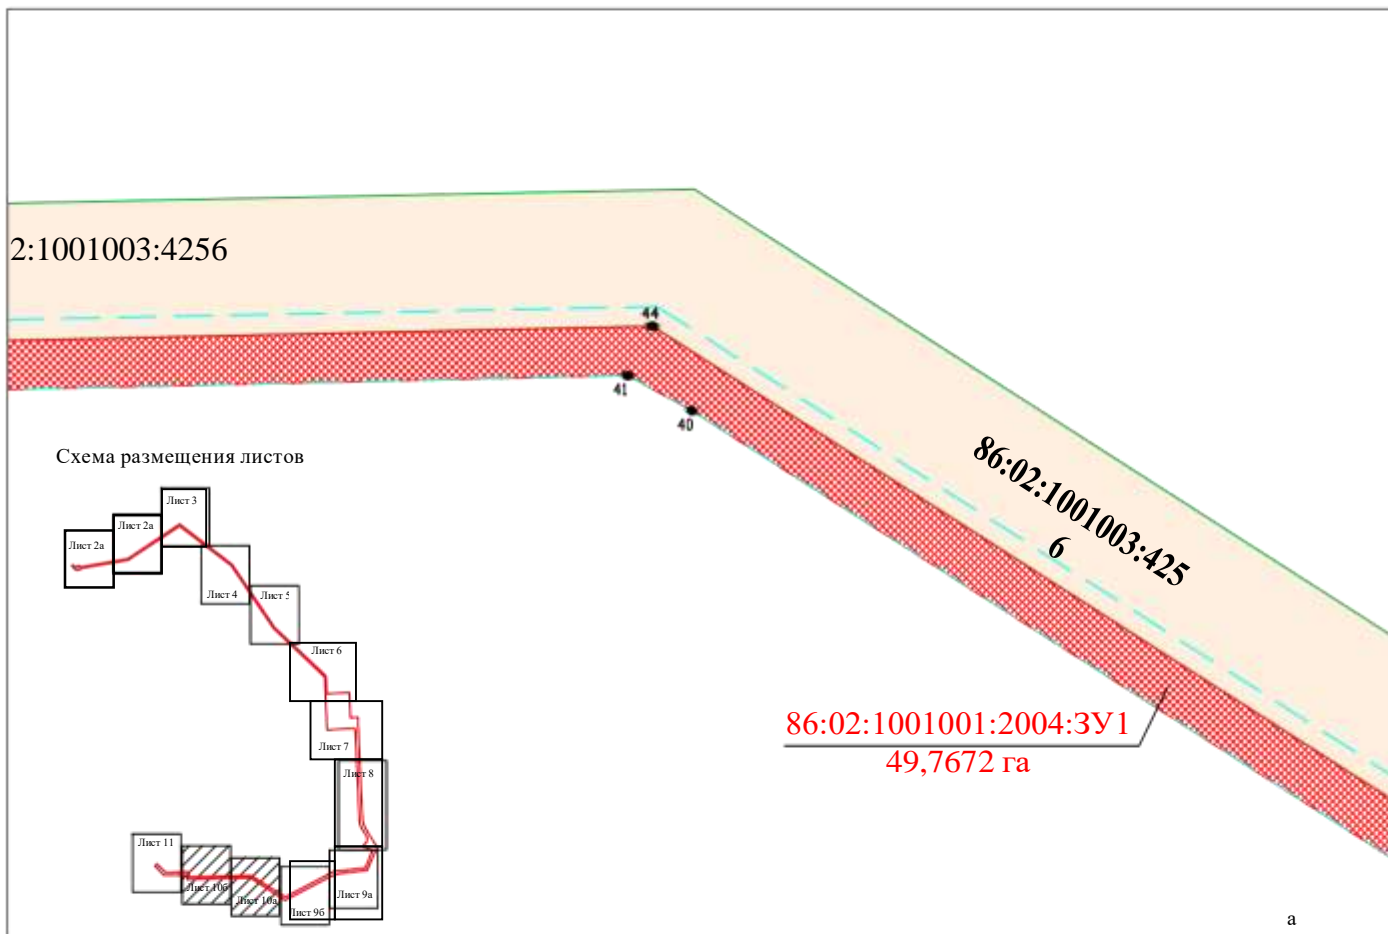 2:1001003:4256
44
41
40
86:02:1001003:425
6
Схема размещения листов
Лист 3
Лист 2а
Лист 2а
Лист 4
Лист 5
Лист 6
Лист 7
Лист 8
86:02:1001001:2004:ЗУ1
49,7672 га
Лист 11
Лист 10б
Лист 10а
Лист 9а
Лист 9б
а